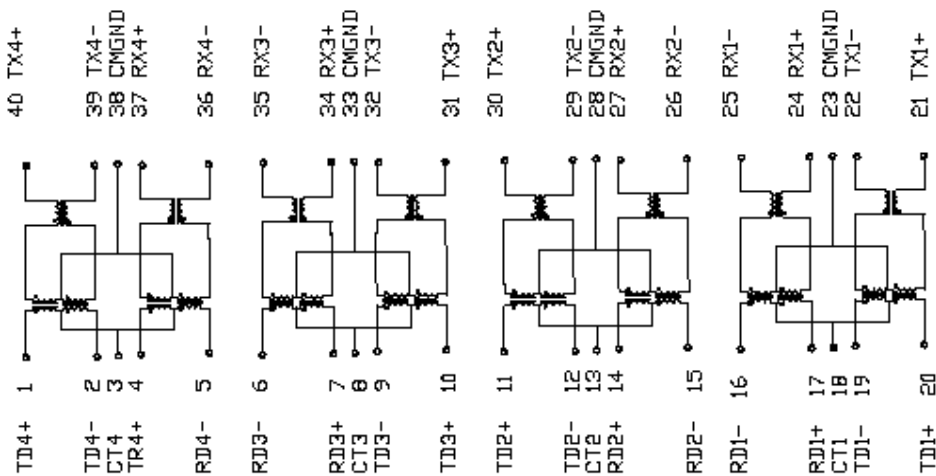 40 TX4+
39 TX4-
38 CMGND
37 RX4+
36 RX4-
35 RX3-
34 RX3+
33 CMGND
32 TX3-
31 TX3+
30 TX2+
29 TX2-
28 CMGND
27 RX2+
26 RX2-
25 RX1-
24 RX1+
23 CMGND
22 TX1-
21 TX1+
TD4+ 1
TD4- 2
CT4 3
TR4+ 4
RD4- 5
RD3- 6
RD3+ 7
CT3 8
TD3- 9
TD3+ 10
TD2+ 11
TD2- 12
CT2 13
RD2+ 14
RD2- 15
RD1- 16
RD1+ 17
CT1 18
TD1- 19
TD1+ 20